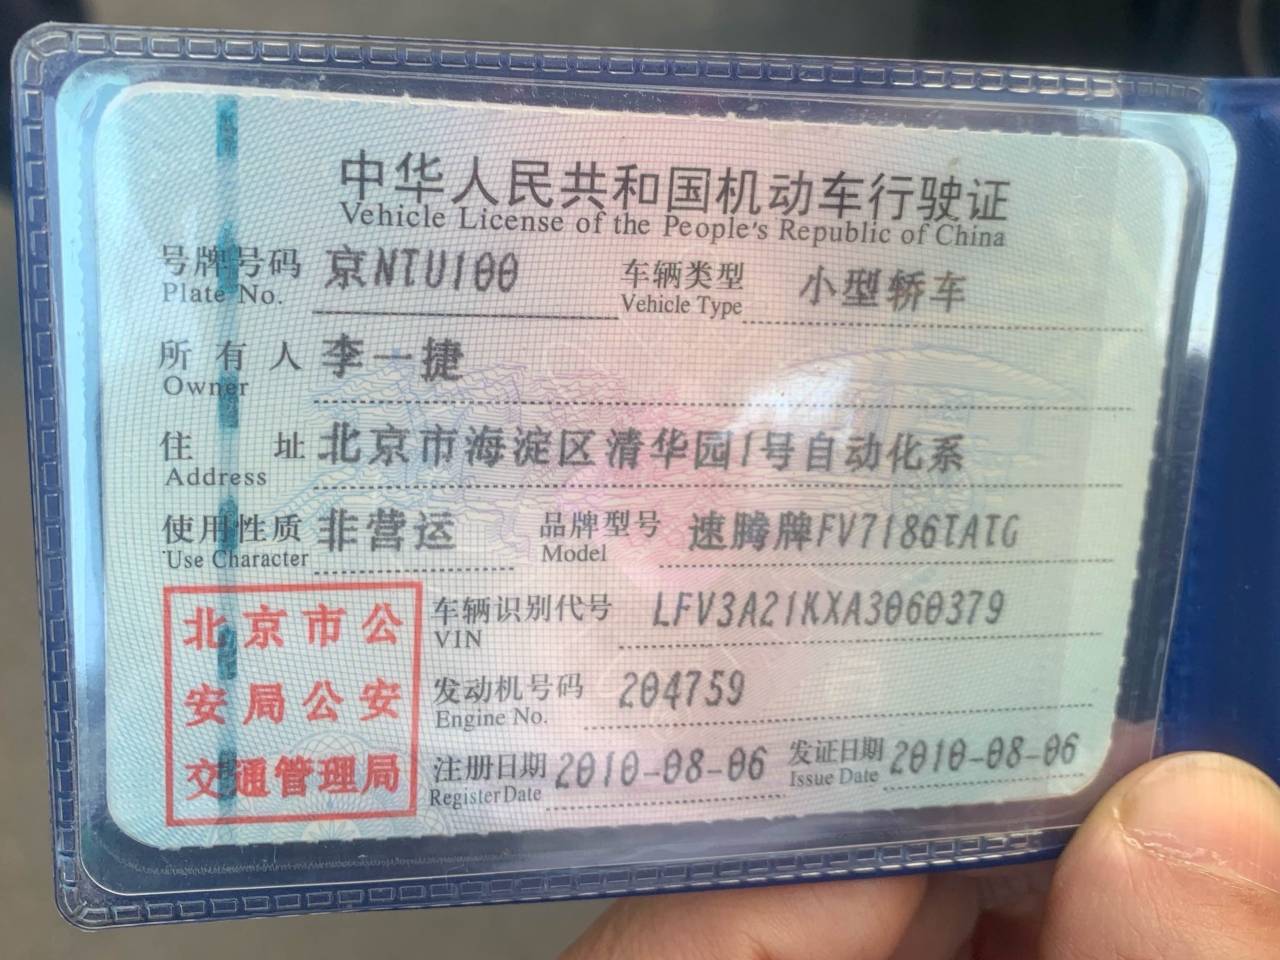 中华人民共和国机动车行驶证
Vehicle License of the People's Republic of China
号牌号码 京NTU100 车辆类型 小型轿车
Plate No. Vehicle Type
所有人 李一捷
Owner
住址 北京市海淀区清华园1号自动化系
Address
使用性质 非营运 品牌型号 速腾牌FV7186TATG
Use Character Model
北京市公
安局公安
交通管理局
车辆识别代号 LFV3A21KXA3060379
VIN
发动机号码 204759
Engine No.
注册日期 2010-08-06 发证日期 2010-08-06
Register Date Issue Date